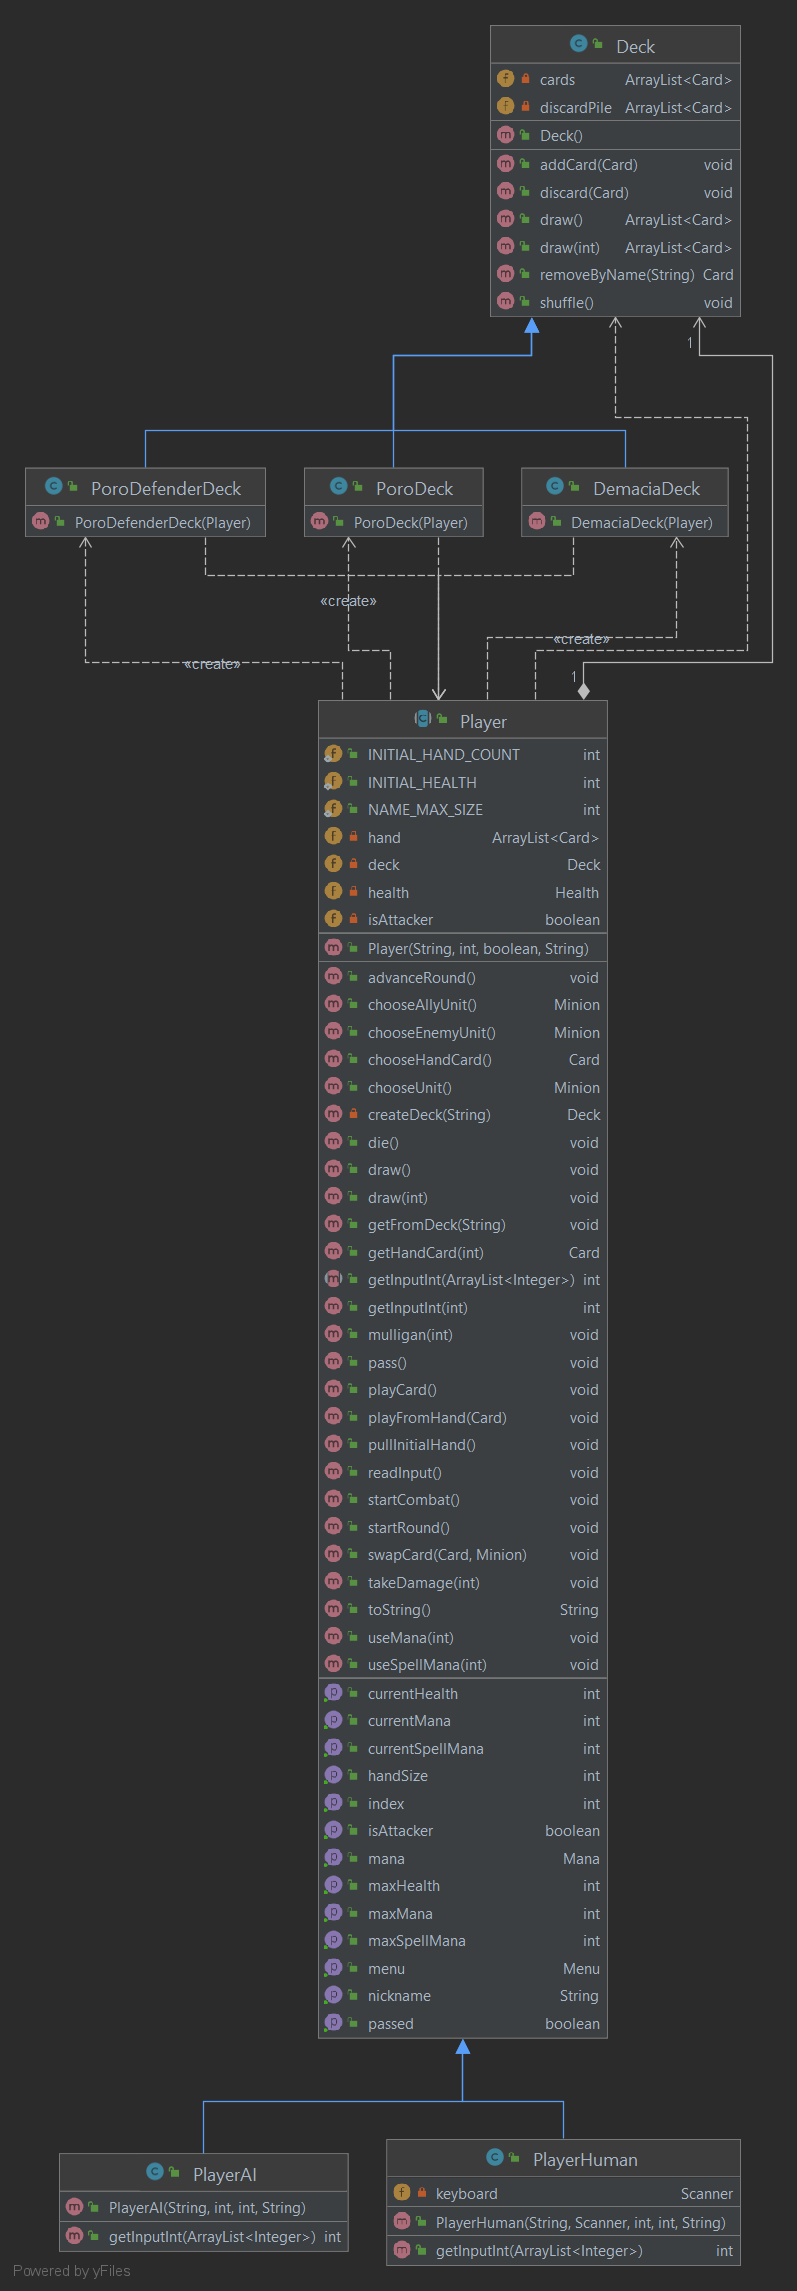 Deck
cards ArrayList<Card>
discardPile ArrayList<Card>
Deck()
addCard(Card) void
discard(Card) void
draw() ArrayList<Card>
draw(int) ArrayList<Card>
removeByName(String) Card
shuffle() void
1
PoroDefenderDeck
PoroDefenderDeck(Player)
PoroDeck
PoroDeck(Player)
DemaciaDeck
DemaciaDeck(Player)
«create»
«create»
«create»
1
Player
INITIAL_HAND_COUNT int
INITIAL_HEALTH int
NAME_MAX_SIZE int
hand ArrayList<Card>
deck Deck
health Health
isAttacker boolean
Player(String, int, boolean, String)
advanceRound() void
chooseAllyUnit() Minion
chooseEnemyUnit() Minion
chooseHandCard() Card
chooseUnit() Minion
createDeck(String) Deck
die() void
draw() void
draw(int) void
getFromDeck(String) void
getHandCard(int) Card
getInputInt(ArrayList<Integer>) int
getInputInt(int) int
mulligan(int) void
pass() void
playCard() void
playFromHand(Card) void
pullInitialHand() void
readInput() void
startCombat() void
startRound() void
swapCard(Card, Minion) void
takeDamage(int) void
toString() String
useMana(int) void
useSpellMana(int) void
currentHealth int
currentMana int
currentSpellMana int
handSize int
index int
isAttacker boolean
mana Mana
maxHealth int
maxMana int
maxSpellMana int
menu Menu
nickname String
passed boolean
PlayerAI
PlayerAI(String, int, int, String)
getInputInt(ArrayList<Integer>) int
PlayerHuman
keyboard Scanner
PlayerHuman(String, Scanner, int, int, String)
getInputInt(ArrayList<Integer>) int
Powered by yFiles